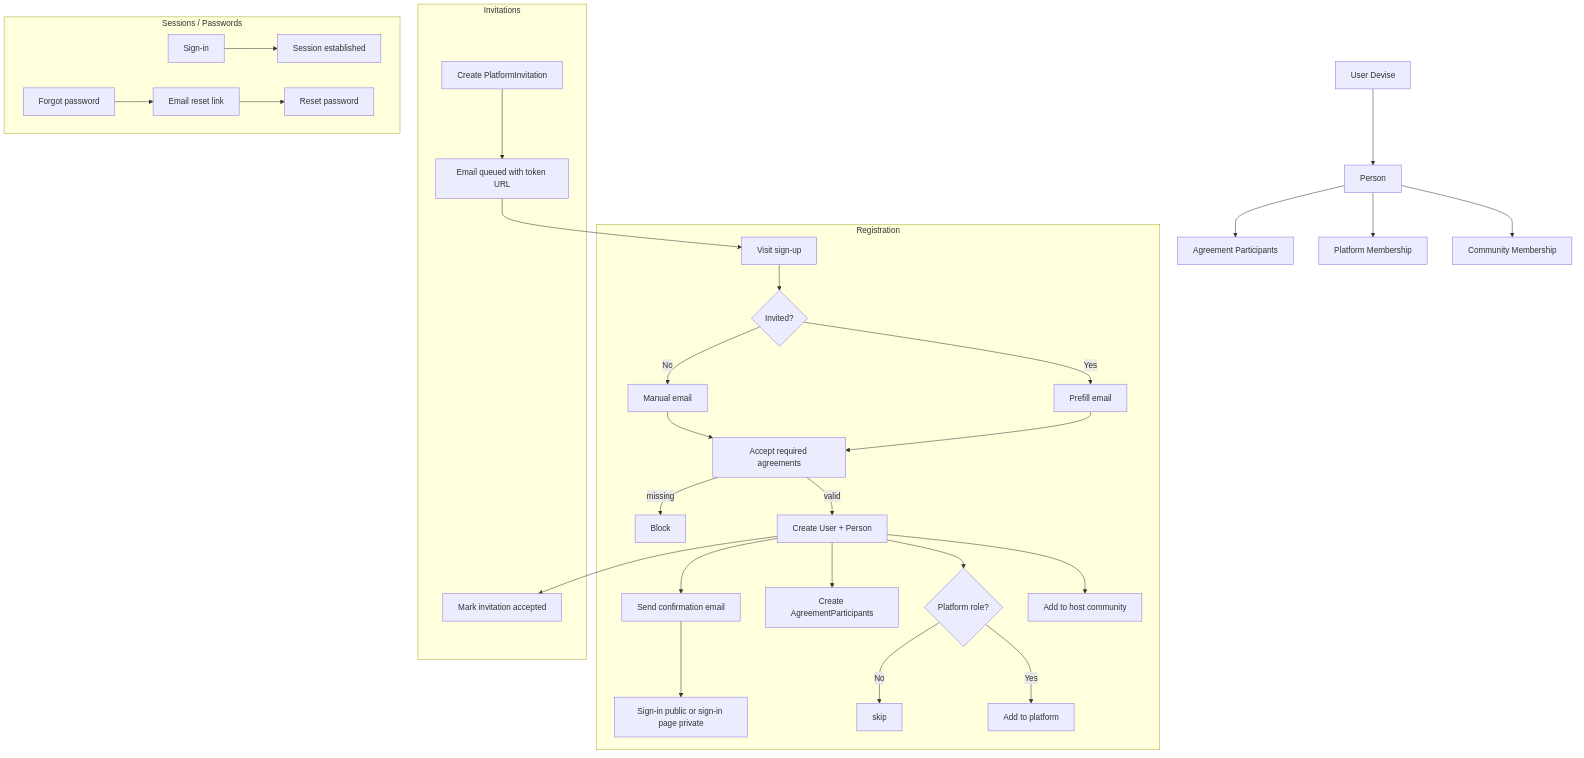 Sessions / Passwords
Sign-in
Session established
Forgot password
Email reset link
Reset password
Invitations
Create PlatformInvitation
Email queued with token
URL
Mark invitation accepted
Registration
Visit sign-up
Invited?
No
Yes
Manual email
Prefill email
Accept required
agreements
missing
valid
Block
Create User + Person
Send confirmation email
Create
AgreementParticipants
Platform role?
Add to host community
No
Yes
Sign-in public or sign-in
page private
skip
Add to platform
User Devise
Person
Agreement Participants
Platform Membership
Community Membership